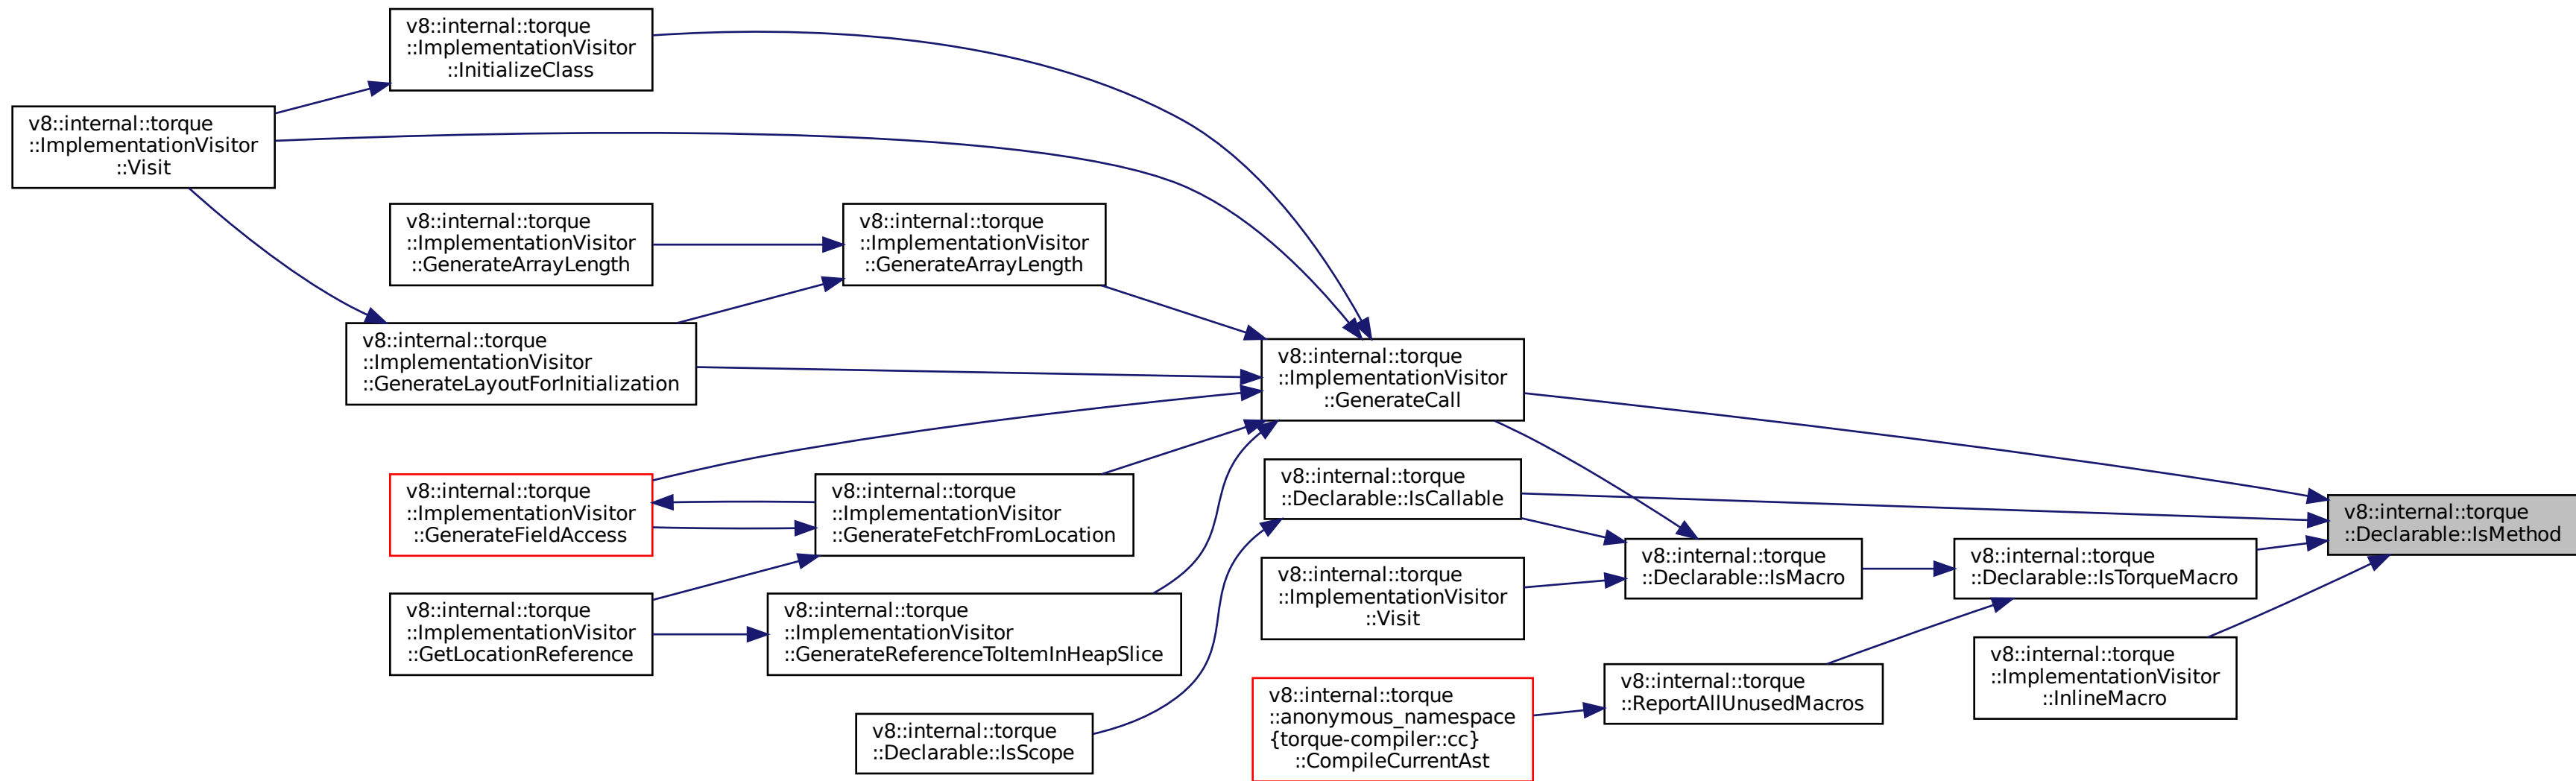 v8::internal::torque
::ImplementationVisitor
::InitializeClass
v8::internal::torque
::ImplementationVisitor
::Visit
v8::internal::torque
::ImplementationVisitor
::GenerateArrayLength
v8::internal::torque
::ImplementationVisitor
::GenerateArrayLength
v8::internal::torque
::ImplementationVisitor
::GenerateLayoutForInitialization
v8::internal::torque
::ImplementationVisitor
::GenerateCall
v8::internal::torque
::ImplementationVisitor
::GenerateFieldAccess
v8::internal::torque
::ImplementationVisitor
::GenerateFetchFromLocation
v8::internal::torque
::Declarable::IsCallable
v8::internal::torque
::Declarable::IsMethod
v8::internal::torque
::Declarable::IsMacro
v8::internal::torque
::Declarable::IsTorqueMacro
v8::internal::torque
::ImplementationVisitor
::Visit
v8::internal::torque
::ImplementationVisitor
::GetLocationReference
v8::internal::torque
::ImplementationVisitor
::GenerateReferenceToItemInHeapSlice
v8::internal::torque
::ImplementationVisitor
::InlineMacro
v8::internal::torque
::ReportAllUnusedMacros
v8::internal::torque
::anonymous_namespace
{torque-compiler::cc}
::CompileCurrentAst
v8::internal::torque
::Declarable::IsScope